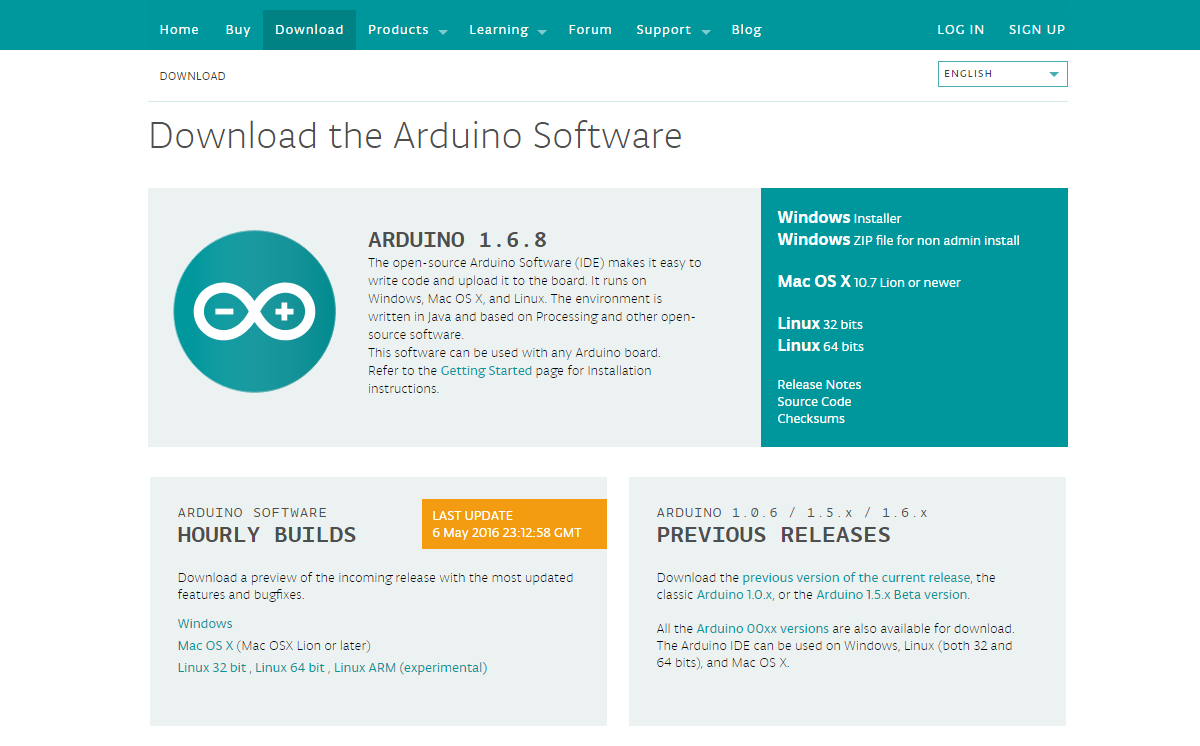 Home Buy Download Products Learning Forum Support Blog LOG IN SIGN UP
DOWNLOAD
ENGLISH
Download the Arduino Software
ARDUINO 1.6.8
The open-source Arduino Software (IDE) makes it easy to
write code and upload it to the board. It runs on
Windows, Mac OS X, and Linux. The environment is
written in Java and based on Processing and other open-
source software.
This software can be used with any Arduino board.
Refer to the Getting Started page for Installation
instructions.
Windows Installer
Windows ZIP file for non admin install
Mac OS X 10.7 Lion or newer
Linux 32 bits
Linux 64 bits
Release Notes
Source Code
Checksums
ARDUINO SOFTWARE
HOURLY BUILDS
LAST UPDATE
6 May 2016 23:12:58 GMT
Download a preview of the incoming release with the most updated
features and bugfixes.
Windows
Mac OS X (Mac OSX Lion or later)
Linux 32 bit , Linux 64 bit , Linux ARM (experimental)
ARDUINO 1.0.6 / 1.5.x / 1.6.x
PREVIOUS RELEASES
Download the previous version of the current release, the
classic Arduino 1.0.x, or the Arduino 1.5.x Beta version.
All the Arduino 00xx versions are also available for download.
The Arduino IDE can be used on Windows, Linux (both 32 and
64 bits), and Mac OS X.